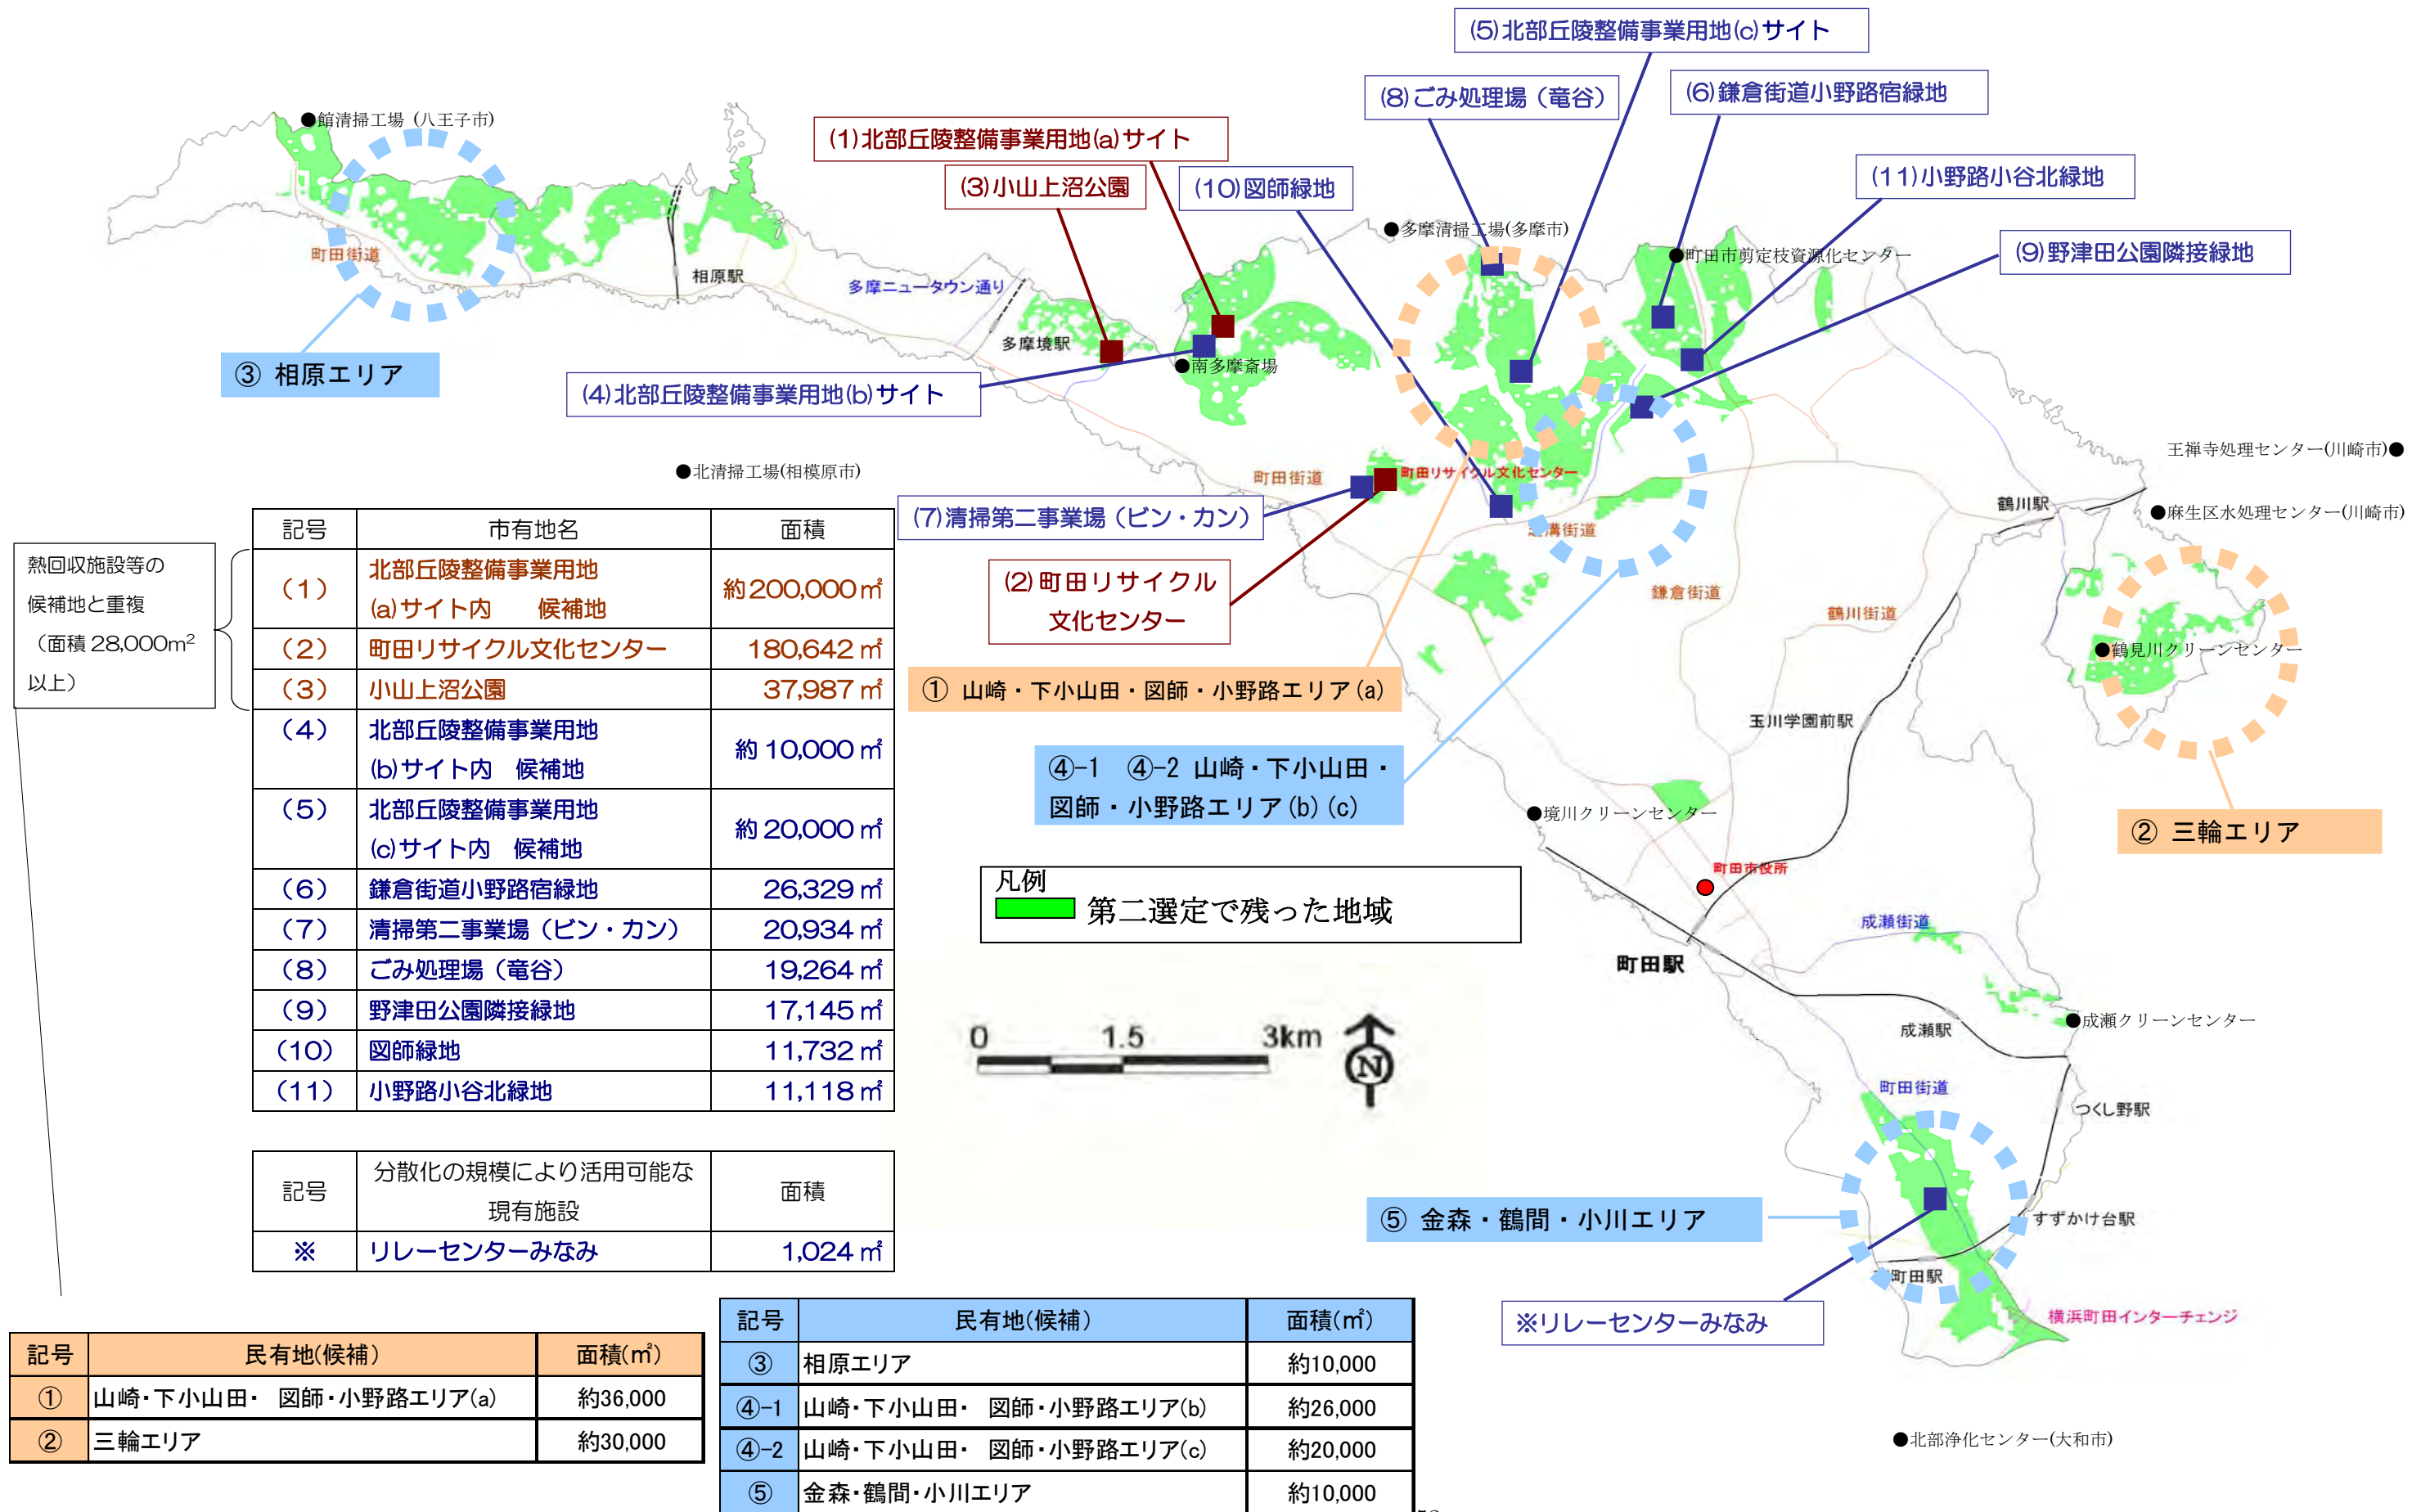 (5)北部丘陵整備事業用地(c)サイト
(8)ごみ処理場（竜谷）
(6)鎌倉街道小野路宿緑地
●館清掃工場 (八王子市)
(1)北部丘陵整備事業用地(a)サイト
(3)小山上沼公園
(10)図師緑地
(11)小野路小谷北緑地
●多摩清掃工場(多摩市)
●町田市剪定枝資源化センター
(9)野津田公園隣接緑地
町田街道
相原駅
多摩ニュータウン通り
多摩境駅
●南多摩斎場
③ 相原エリア
(4)北部丘陵整備事業用地(b)サイト
王禅寺処理センター(川崎市)●
●北清掃工場(相模原市)
町田街道
町田リサイクル文化センター
鶴川駅
●麻生区水処理センター(川崎市)
(7)清掃第二事業場（ビン・カン）
溝街道
(2)町田リサイクル
文化センター
鎌倉街道
鶴川街道
●鶴見川クリーンセンター
① 山崎・下小山田・図師・小野路エリア(a)
玉川学園前駅
④-1　④-2 山崎・下小山田・
図師・小野路エリア(b)(c)
●境川クリーンセンター
② 三輪エリア
町田市役所
凡例
第二選定で残った地域
成瀬街道
町田駅
成瀬駅
●成瀬クリーンセンター
0 1.5 3km
N
町田街道
つくし野駅
⑤ 金森・鶴間・小川エリア
すずかけ台駅
町田駅
※リレーセンターみなみ
横浜町田インターチェンジ
●北部浄化センター(大和市)
熱回収施設等の
候補地と重複
（面積 28,000m²
以上）
記号 市有地名 面積
（1） 北部丘陵整備事業用地
(a)サイト内　候補地 約200,000㎡
（2） 町田リサイクル文化センター 180,642㎡
（3） 小山上沼公園 37,987㎡
（4） 北部丘陵整備事業用地
(b)サイト内　候補地 約10,000㎡
（5） 北部丘陵整備事業用地
(c)サイト内　候補地 約20,000㎡
（6） 鎌倉街道小野路宿緑地 26,329㎡
（7） 清掃第二事業場（ビン・カン） 20,934㎡
（8） ごみ処理場（竜谷） 19,264㎡
（9） 野津田公園隣接緑地 17,145㎡
（10） 図師緑地 11,732㎡
（11） 小野路小谷北緑地 11,118㎡
記号 分散化の規模により活用可能な
現有施設 面積
※ リレーセンターみなみ 1,024㎡
記号 民有地(候補) 面積(㎡)
① 山崎・下小山田・ 図師・小野路エリア(a) 約36,000
② 三輪エリア 約30,000
記号 民有地(候補) 面積(㎡)
③ 相原エリア 約10,000
④-1 山崎・下小山田・ 図師・小野路エリア(b) 約26,000
④-2 山崎・下小山田・ 図師・小野路エリア(c) 約20,000
⑤ 金森・鶴間・小川エリア 約10,000